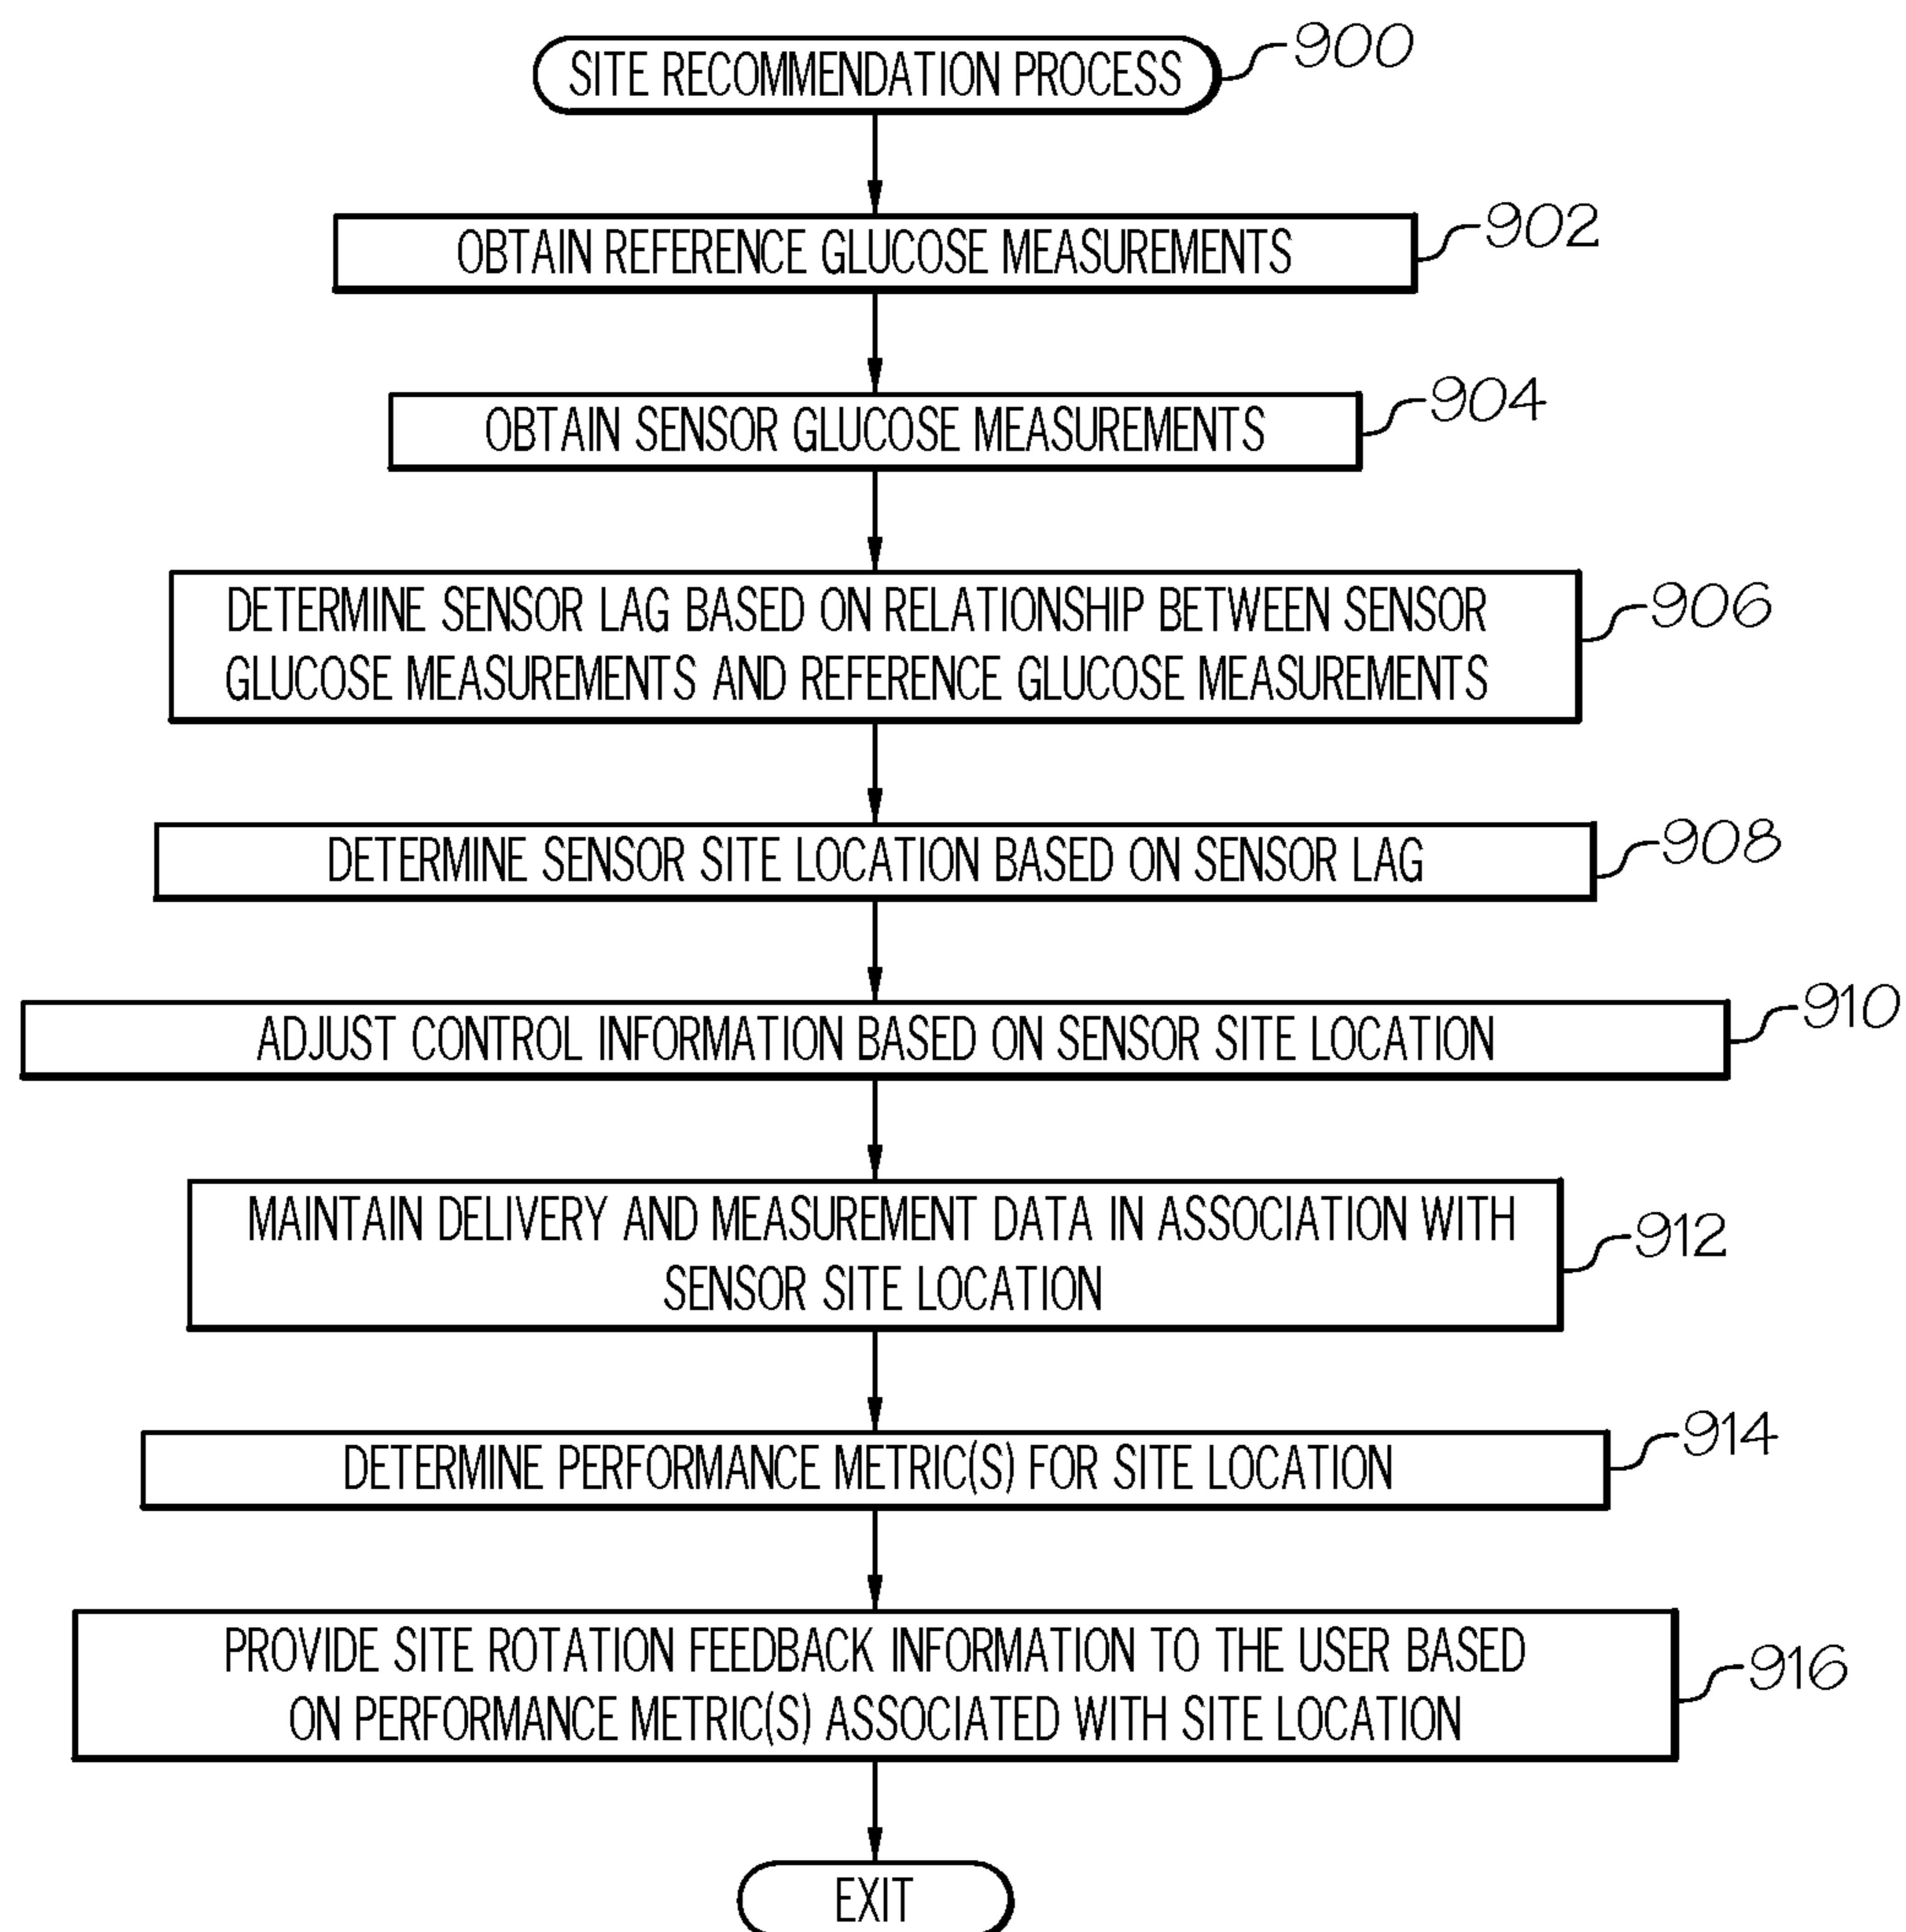 SITE RECOMMENDATION PROCESS
900
OBTAIN REFERENCE GLUCOSE MEASUREMENTS
902
OBTAIN SENSOR GLUCOSE MEASUREMENTS
904
DETERMINE SENSOR LAG BASED ON RELATIONSHIP BETWEEN SENSOR
GLUCOSE MEASUREMENTS AND REFERENCE GLUCOSE MEASUREMENTS
906
DETERMINE SENSOR SITE LOCATION BASED ON SENSOR LAG
908
ADJUST CONTROL INFORMATION BASED ON SENSOR SITE LOCATION
910
MAINTAIN DELIVERY AND MEASUREMENT DATA IN ASSOCIATION WITH
SENSOR SITE LOCATION
912
DETERMINE PERFORMANCE METRIC(S) FOR SITE LOCATION
914
PROVIDE SITE ROTATION FEEDBACK INFORMATION TO THE USER BASED
ON PERFORMANCE METRIC(S) ASSOCIATED WITH SITE LOCATION
916
EXIT